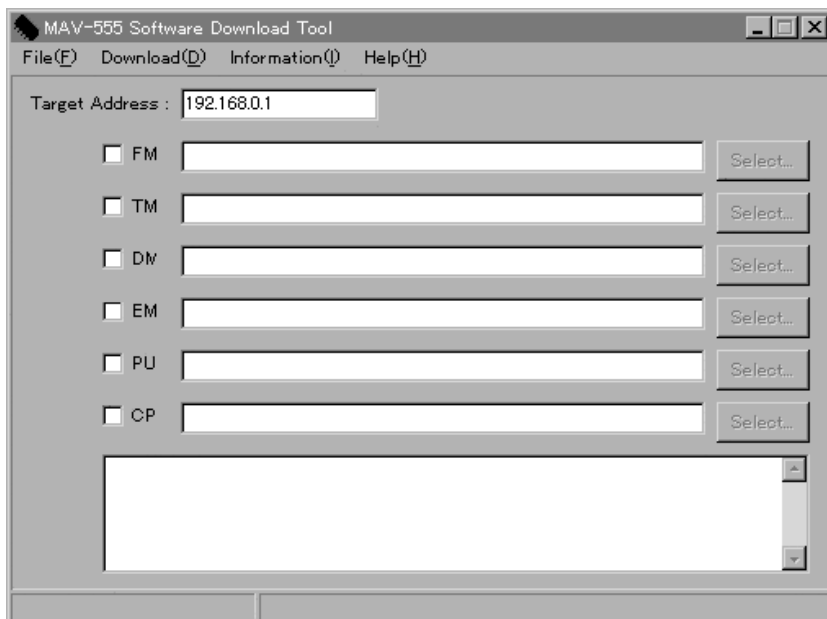 MAV-555 Software Download Tool
File(F) Download(D) Information(I) Help(H)
Target Address : 192.168.0.1
FM Select...
TM Select...
DM Select...
EM Select...
PU Select...
CP Select...